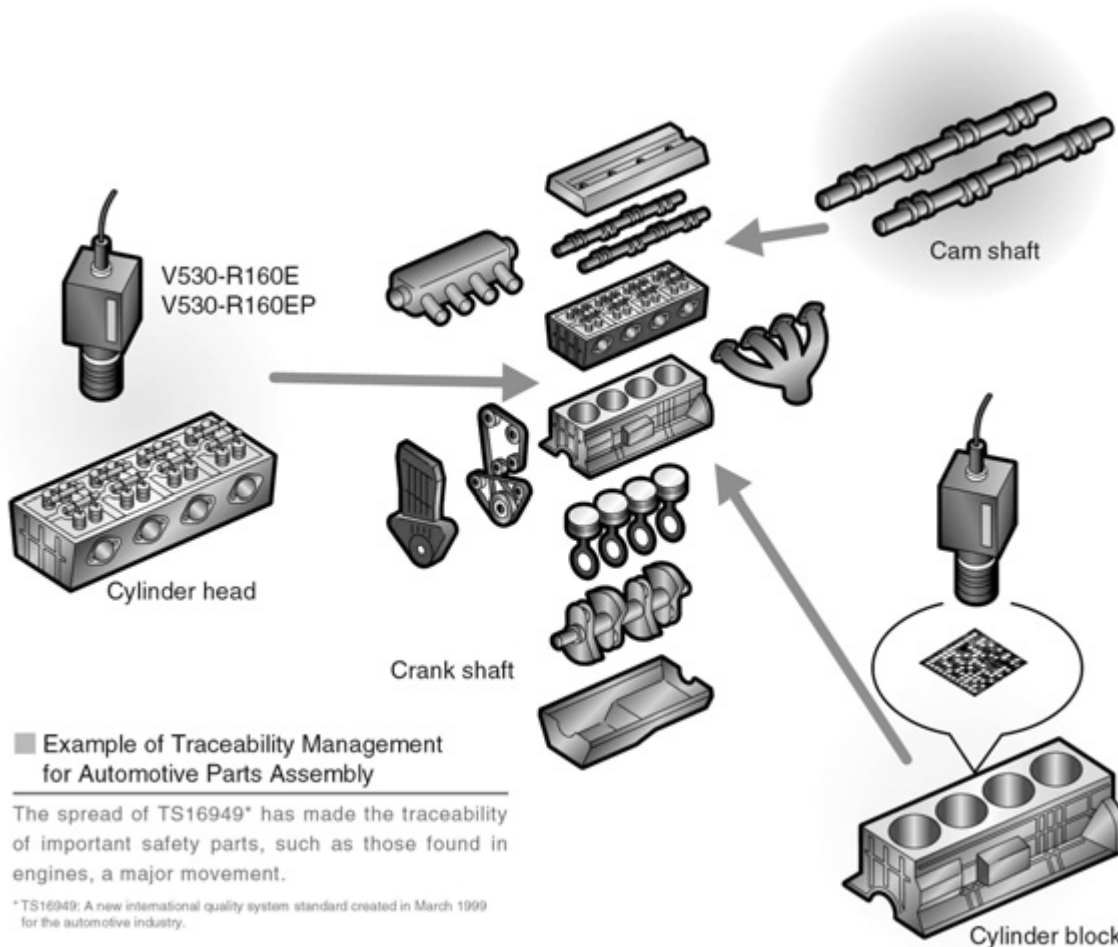 V530-R160E
V530-R160EP
Cam shaft
Cylinder head
Crank shaft
Example of Traceability Management
for Automotive Parts Assembly
The spread of TS16949* has made the traceability
of important safety parts, such as those found in
engines, a major movement.
* TS16949: A new international quality system standard created in March 1999
for the automotive industry.
Cylinder block